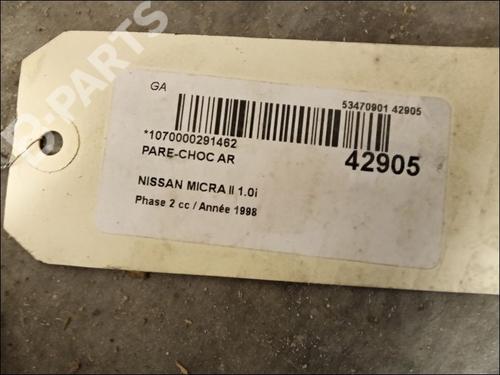 B-PARTS
GA
53470901 42905
*1070000291462
PARE-CHOC AR
42905
NISSAN MICRA II 1.0i
Phase 2 cc / Année 1998